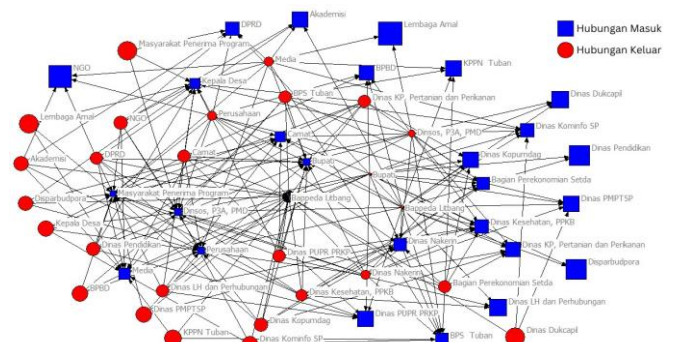 DPRD
Akademisi
Lembaga Amal
Hubungan Masuk
Hubungan Keluar
Masyarakat Penerima Program
Media
NGO
Kepala Desa
BPBD
KPPN Tuban
BPS Tuban
Dinas KP, Pertanian dan Perikanan
Dinas Dukcapil
Lembaga Amal
NGO
Perusahaan
Camat
Dinsos, P3A, PMD
Dinas Kominfo SP
Akademisi
DPRD
Camat
Bupati
Dinas Kopumdag
Dinas Pendidikan
Bupati
Bagian Perekonomian Setda
Disparbudpora
Masyarakat Penerima Program
Bappeda Litbang
Bappeda Litbang
Dinas PMPTSP
Dinsos, P3A, PMD
Kepala Desa
Dinas Kesehatan, PPKB
Dinas Pendidikan
Perusahaan
Dinas PUPR PRKP
Dinas Nakerin
Dinas KP, Pertanian dan Perikanan
Media
Dinas Nakerin
Disparbudpora
BPBD
Dinas LH dan Perhubungan
Dinas Kesehatan, PPKB
Bagian Perekonomian Setda
Dinas LH dan Perhubungan
Dinas PMPTSP
Dinas Kopumdag
Dinas PUPR PRKP
KPPN Tuban
Dinas Kominfo SP
BPS Tuban
Dinas Dukcapil